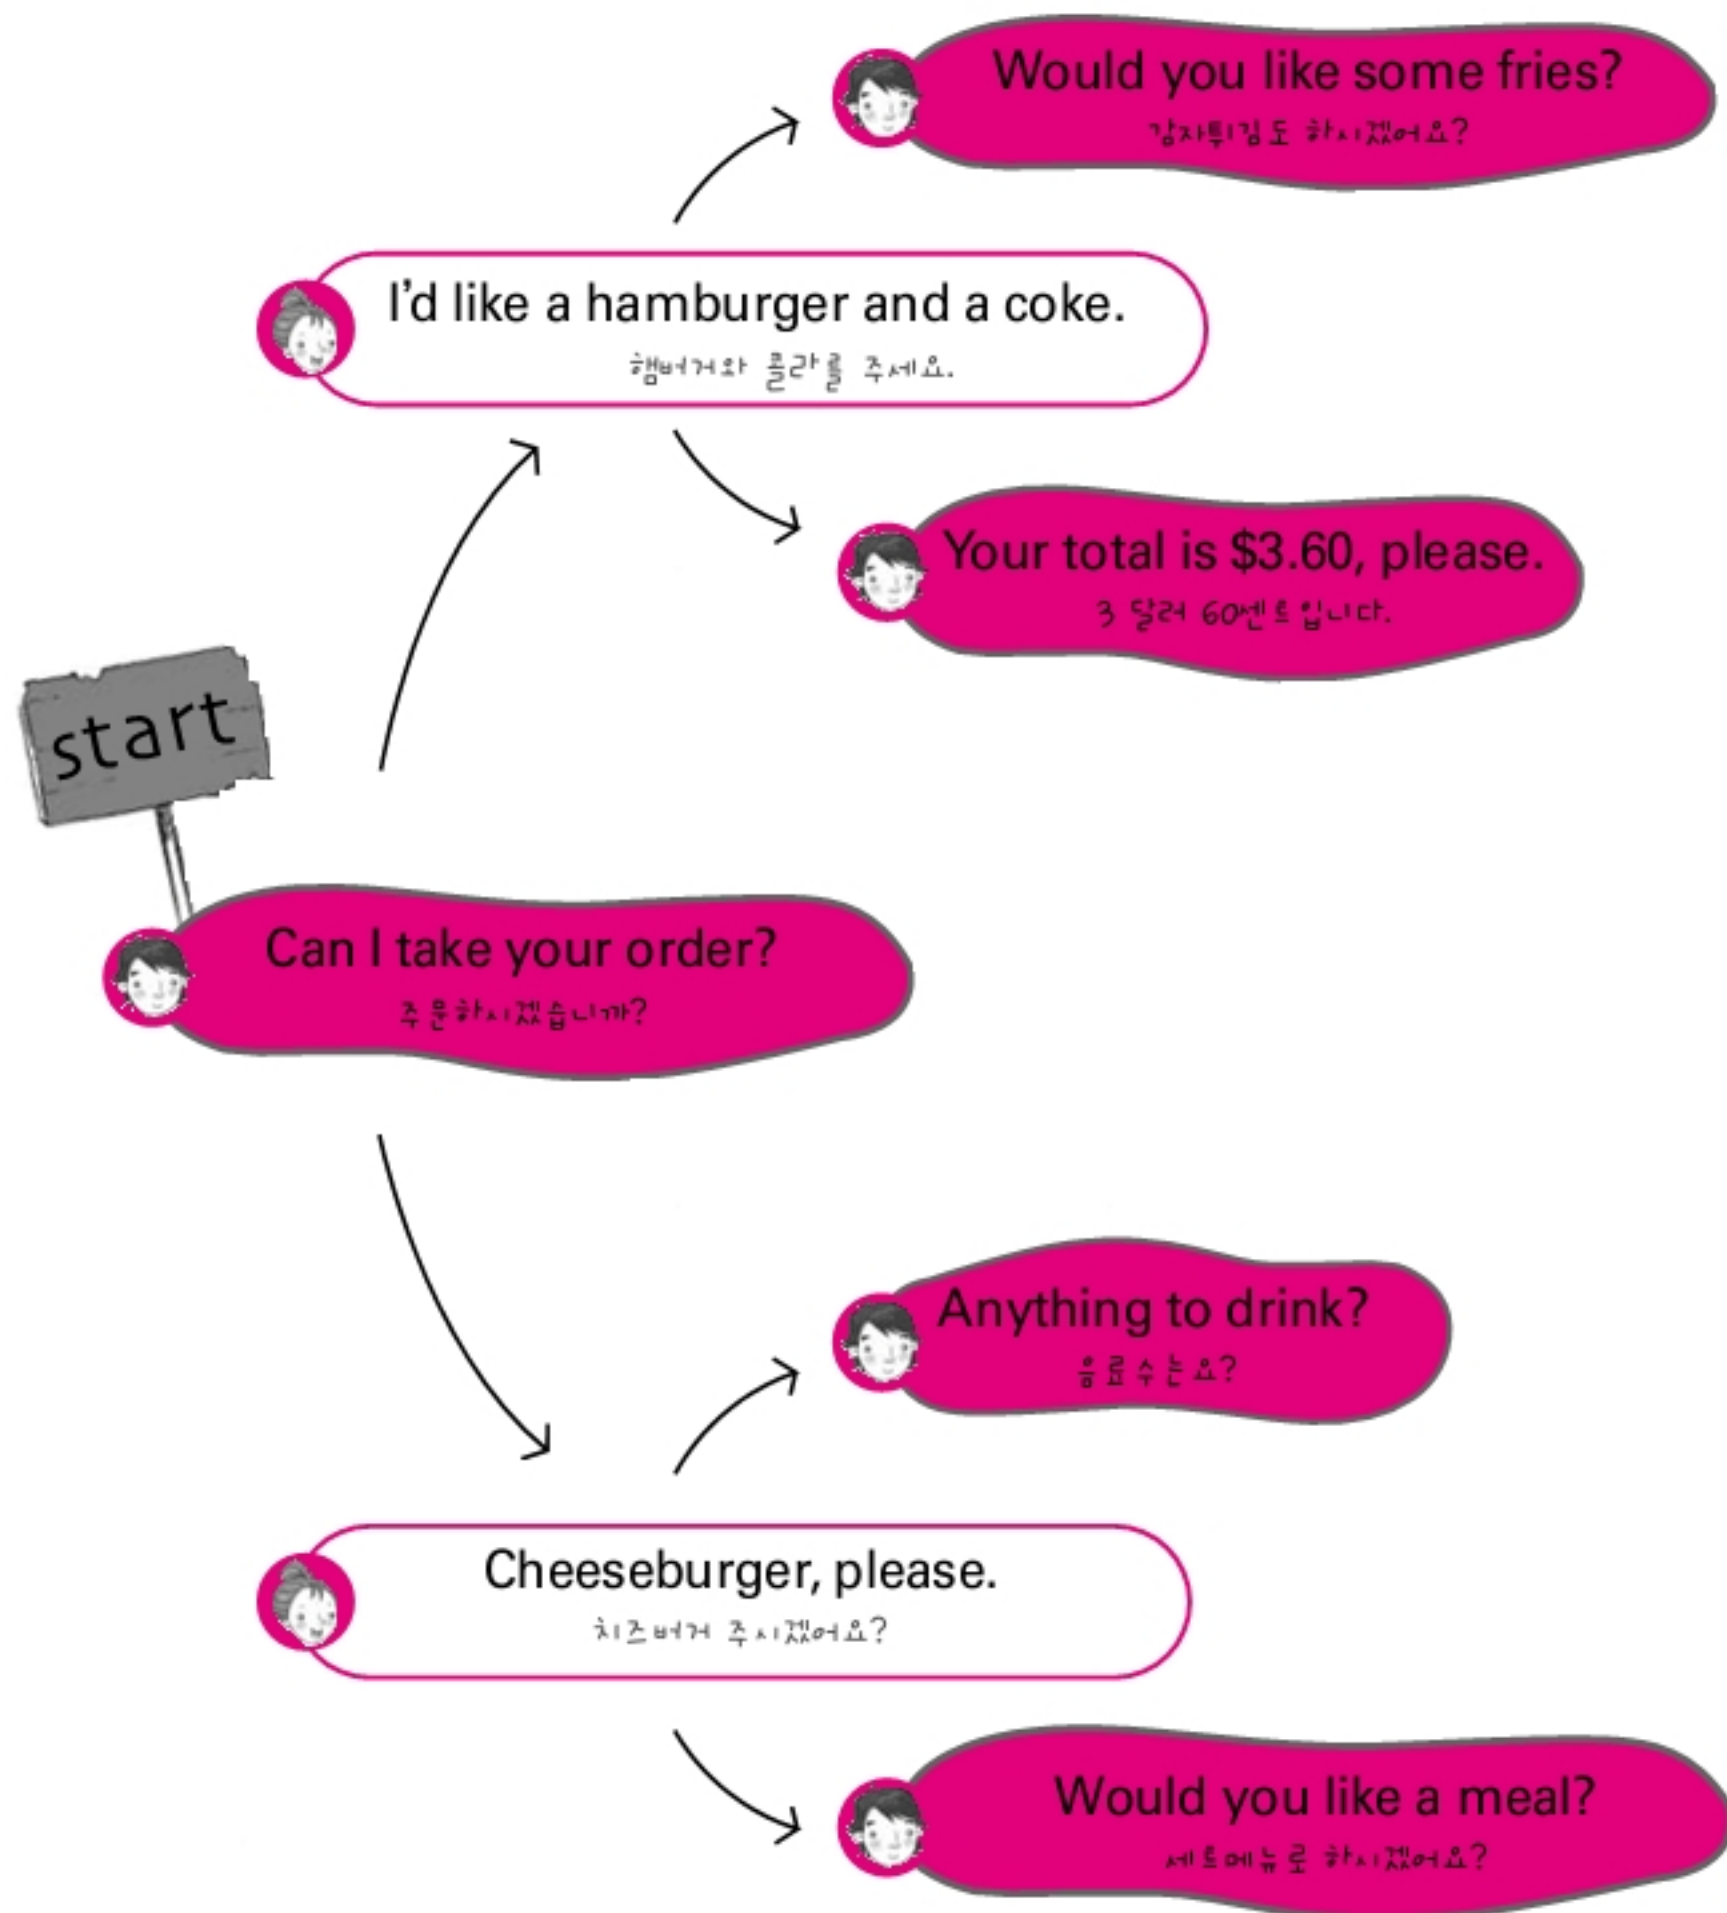 Would you like some fries?
감자튀김도 하시겠어요?
I'd like a hamburger and a coke.
햄버거와 콜라를 주세요.
Your total is $3.60, please.
3 달러 60센트입니다.
start
Can I take your order?
주문하시겠습니까?
Anything to drink?
음료수는요?
Cheeseburger, please.
치즈버거 주시겠어요?
Would you like a meal?
세트메뉴로 하시겠어요?